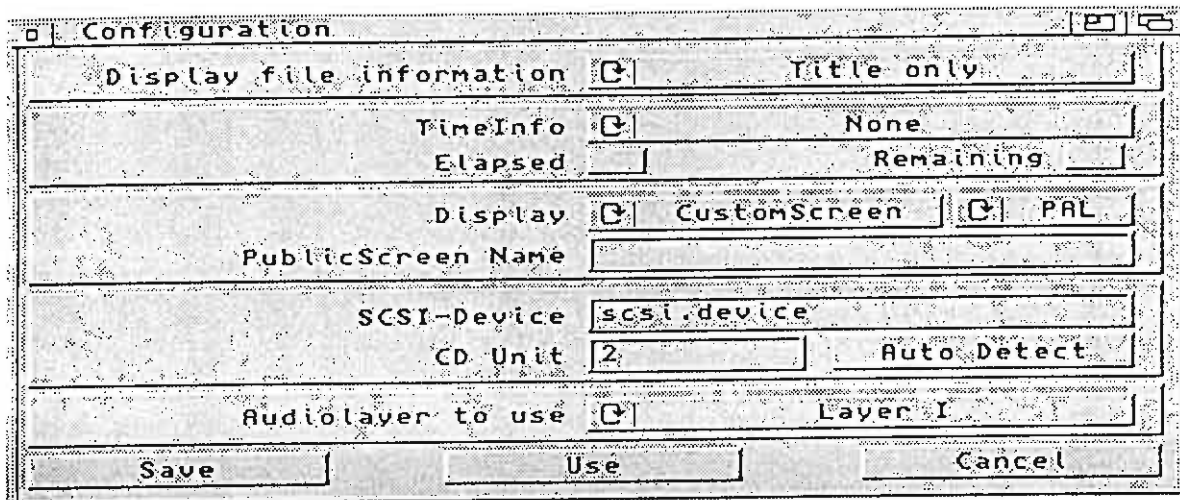 Configuration
Display file information Title only
TimeInfo None
Elapsed Remaining
Display CustomScreen PAL
PublicScreen Name
SCSI-Device scsi.device
CD Unit 2 Auto Detect
Audiolayer to use Layer I
Save Use Cancel